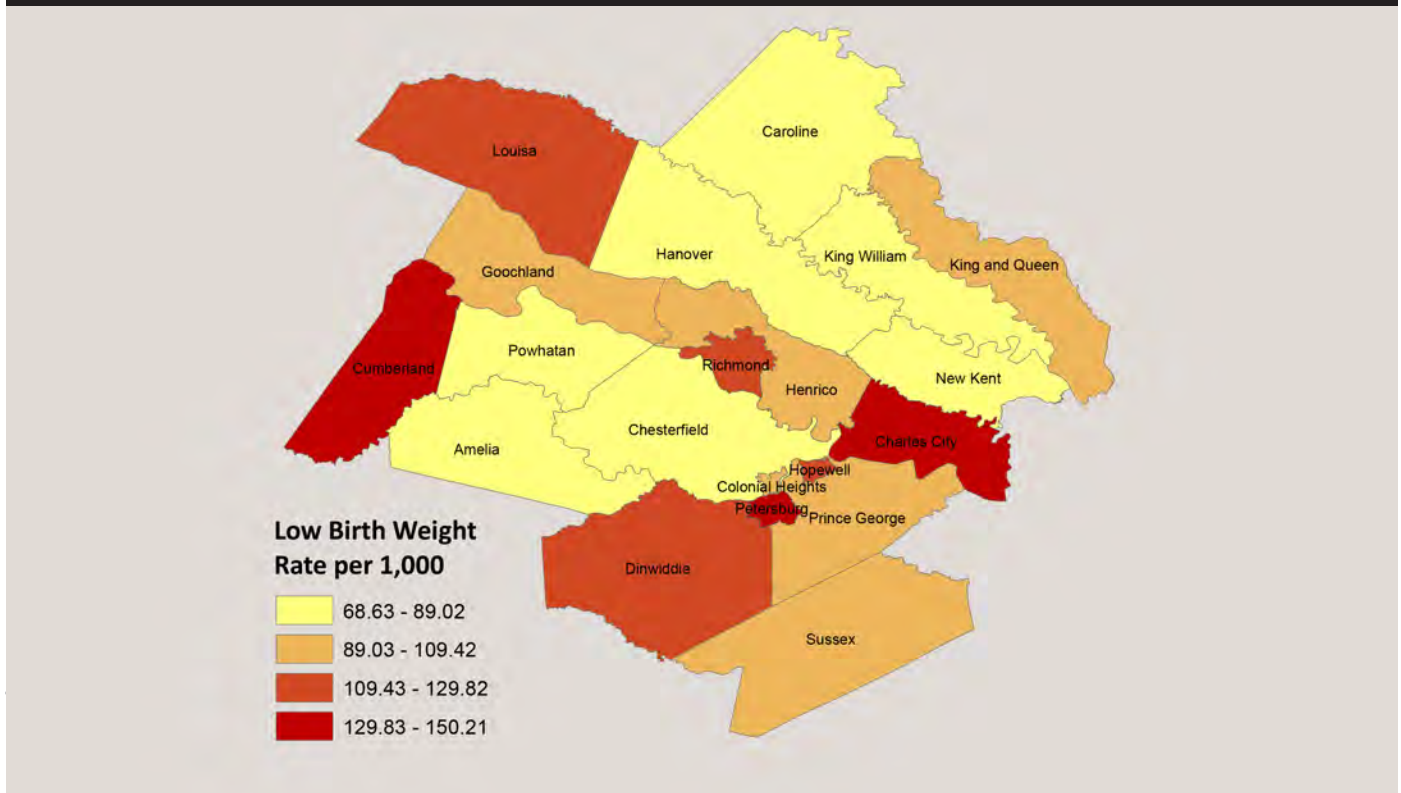 Caroline
Louisa
Hanover
King William
King and Queen
Goochland
Powhatan
Richmond
Cumberland
New Kent
Henrico
Chesterfield
Charles City
Amelia
Hopewell
Colonial Heights
Petersburg
Prince George
Dinwiddie
Sussex
Low Birth Weight
Rate per 1,000
68.63 - 89.02
89.03 - 109.42
109.43 - 129.82
129.83 - 150.21